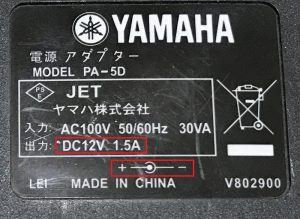 YAMAHA
電源 アダプター
MODEL PA-5D
PS
E
JET
ヤマハ株式会社
入力: AC100V 50/60Hz 30VA
出力: DC12V 1.5A
+ -
LEI MADE IN CHINA V802900